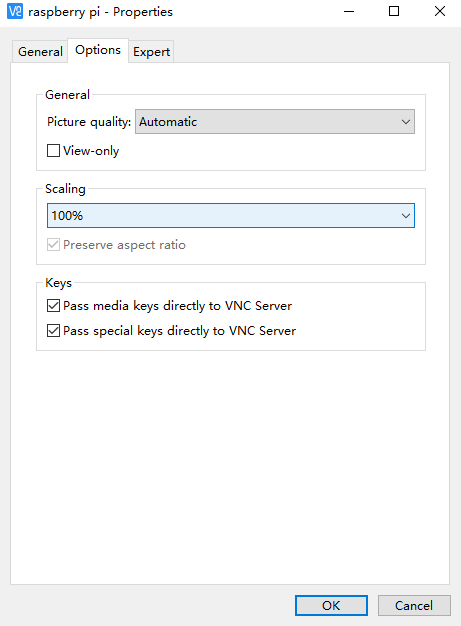 raspberry pi - Properties
General Options Expert
General
Picture quality: Automatic
View-only
Scaling
100%
Preserve aspect ratio
Keys
Pass media keys directly to VNC Server
Pass special keys directly to VNC Server
OK Cancel